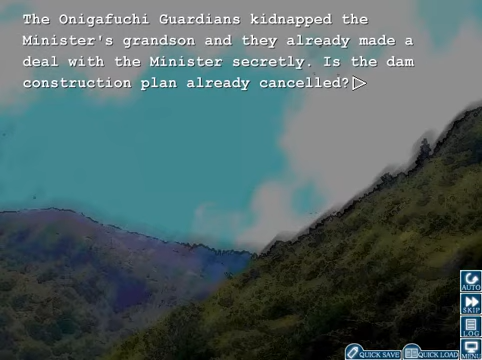 The Onigafuchi Guardians kidnapped the
Minister's grandson and they already made a
deal with the Minister secretly. Is the dam
construction plan already cancelled?
AUTO
SKIP
LOG
QUICK SAVE
QUICK LOAD
MENU